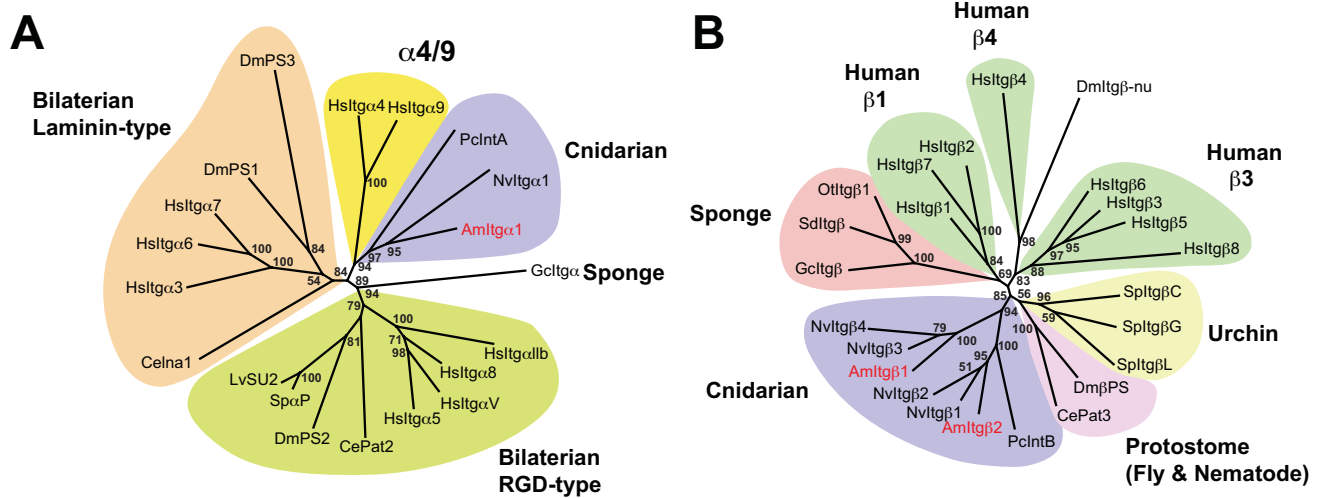 A
α4/9
Bilaterian
Laminin-type
DmPS3
HsItgα4
HsItgα9
PcIntA
Cnidarian
NvItgα1
AmItgα1
DmPS1
HsItgα7
HsItgα6
HsItgα3
CeIna1
GcItgα
Sponge
100
97
95
94
84
100
100
84
54
89
94
79
81
100
100
71
98
LvSU2
SpαP
DmPS2
CePat2
HsItgα5
HsItgαV
HsItgα8
HsItgαIIb
Bilaterian
RGD-type
B
Human
β4
Human
β1
Human
β3
HsItgβ4
DmItgβ-nu
HsItgβ2
HsItgβ7
HsItgβ1
HsItgβ6
HsItgβ3
HsItgβ5
HsItgβ8
Sponge
OtItgβ1
SdItgβ
GcItgβ
99
100
100
84
69
98
95
97
88
83
85
56
96
59
94
100
79
100
95
51
100
SpItgβC
SpItgβG
SpItgβL
Urchin
NvItgβ4
NvItgβ3
AmItgβ1
NvItgβ2
NvItgβ1
AmItgβ2
PcIntB
Cnidarian
DmβPS
CePat3
Protostome
(Fly & Nematode)